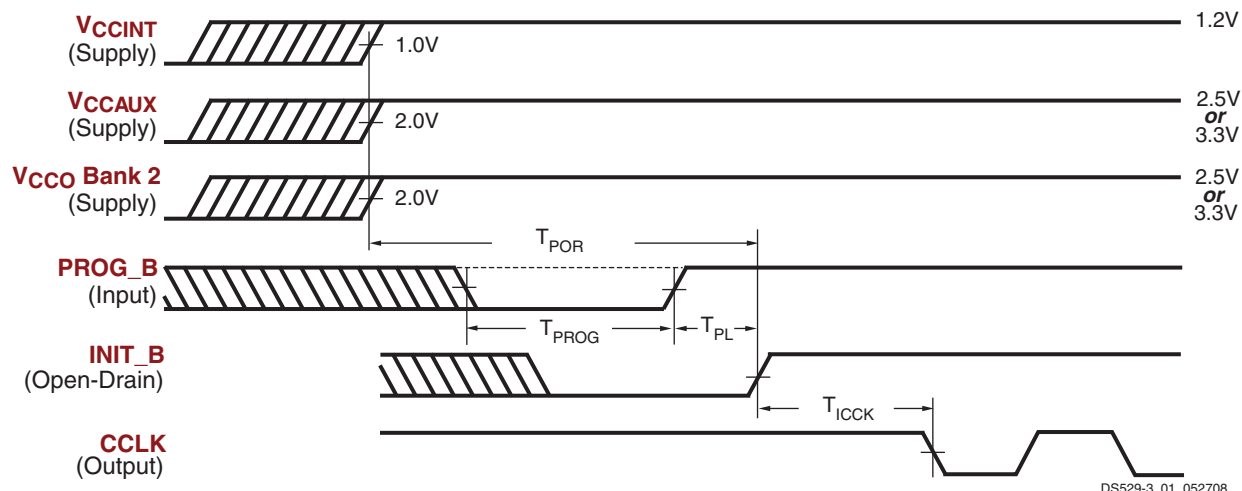 VCCINT
(Supply)
1.0V
1.2V
VCCAUX
(Supply)
2.0V
2.5V
or
3.3V
VCCO Bank 2
(Supply)
2.0V
2.5V
or
3.3V
TPOR
PROG_B
(Input)
TPROG
TPL
INIT_B
(Open-Drain)
TICCK
CCLK
(Output)
DS529-3_01_052708